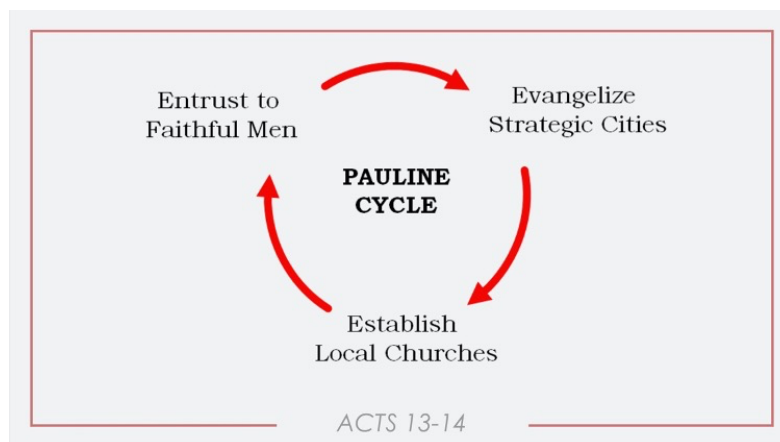 Entrust to
Faithful Men
Evangelize
Strategic Cities
PAULINE
CYCLE
Establish
Local Churches
ACTS 13-14